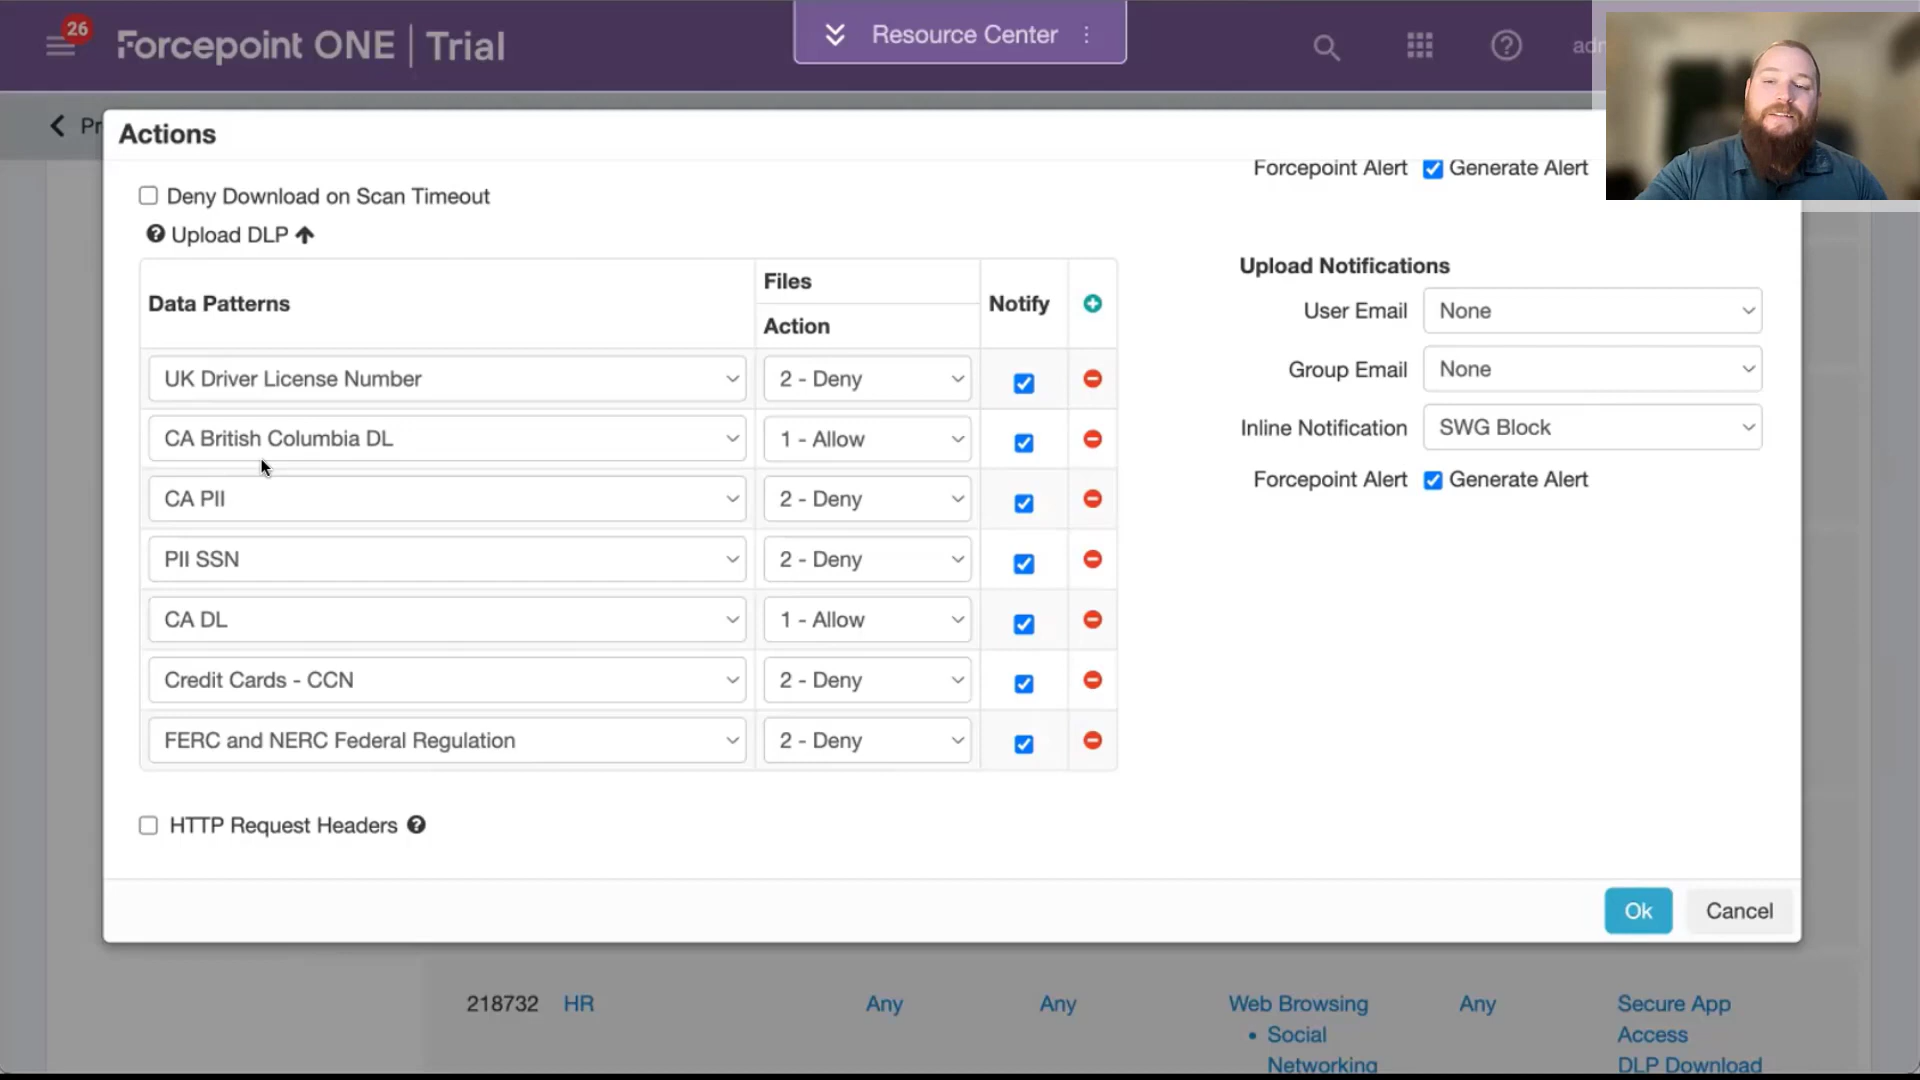 26
Forcepoint ONE | Trial
Resource Center
Actions
Forcepoint Alert Generate Alert
Deny Download on Scan Timeout
Upload DLP
Data Patterns
Files
Action
Notify
UK Driver License Number 2 - Deny
CA British Columbia DL 1 - Allow
CA PII 2 - Deny
PII SSN 2 - Deny
CA DL 1 - Allow
Credit Cards - CCN 2 - Deny
FERC and NERC Federal Regulation 2 - Deny
HTTP Request Headers
Upload Notifications
User Email None
Group Email None
Inline Notification SWG Block
Forcepoint Alert Generate Alert
Ok Cancel
218732 HR Any Any Web Browsing Any Secure App
• Social Access
Networking DLP Download